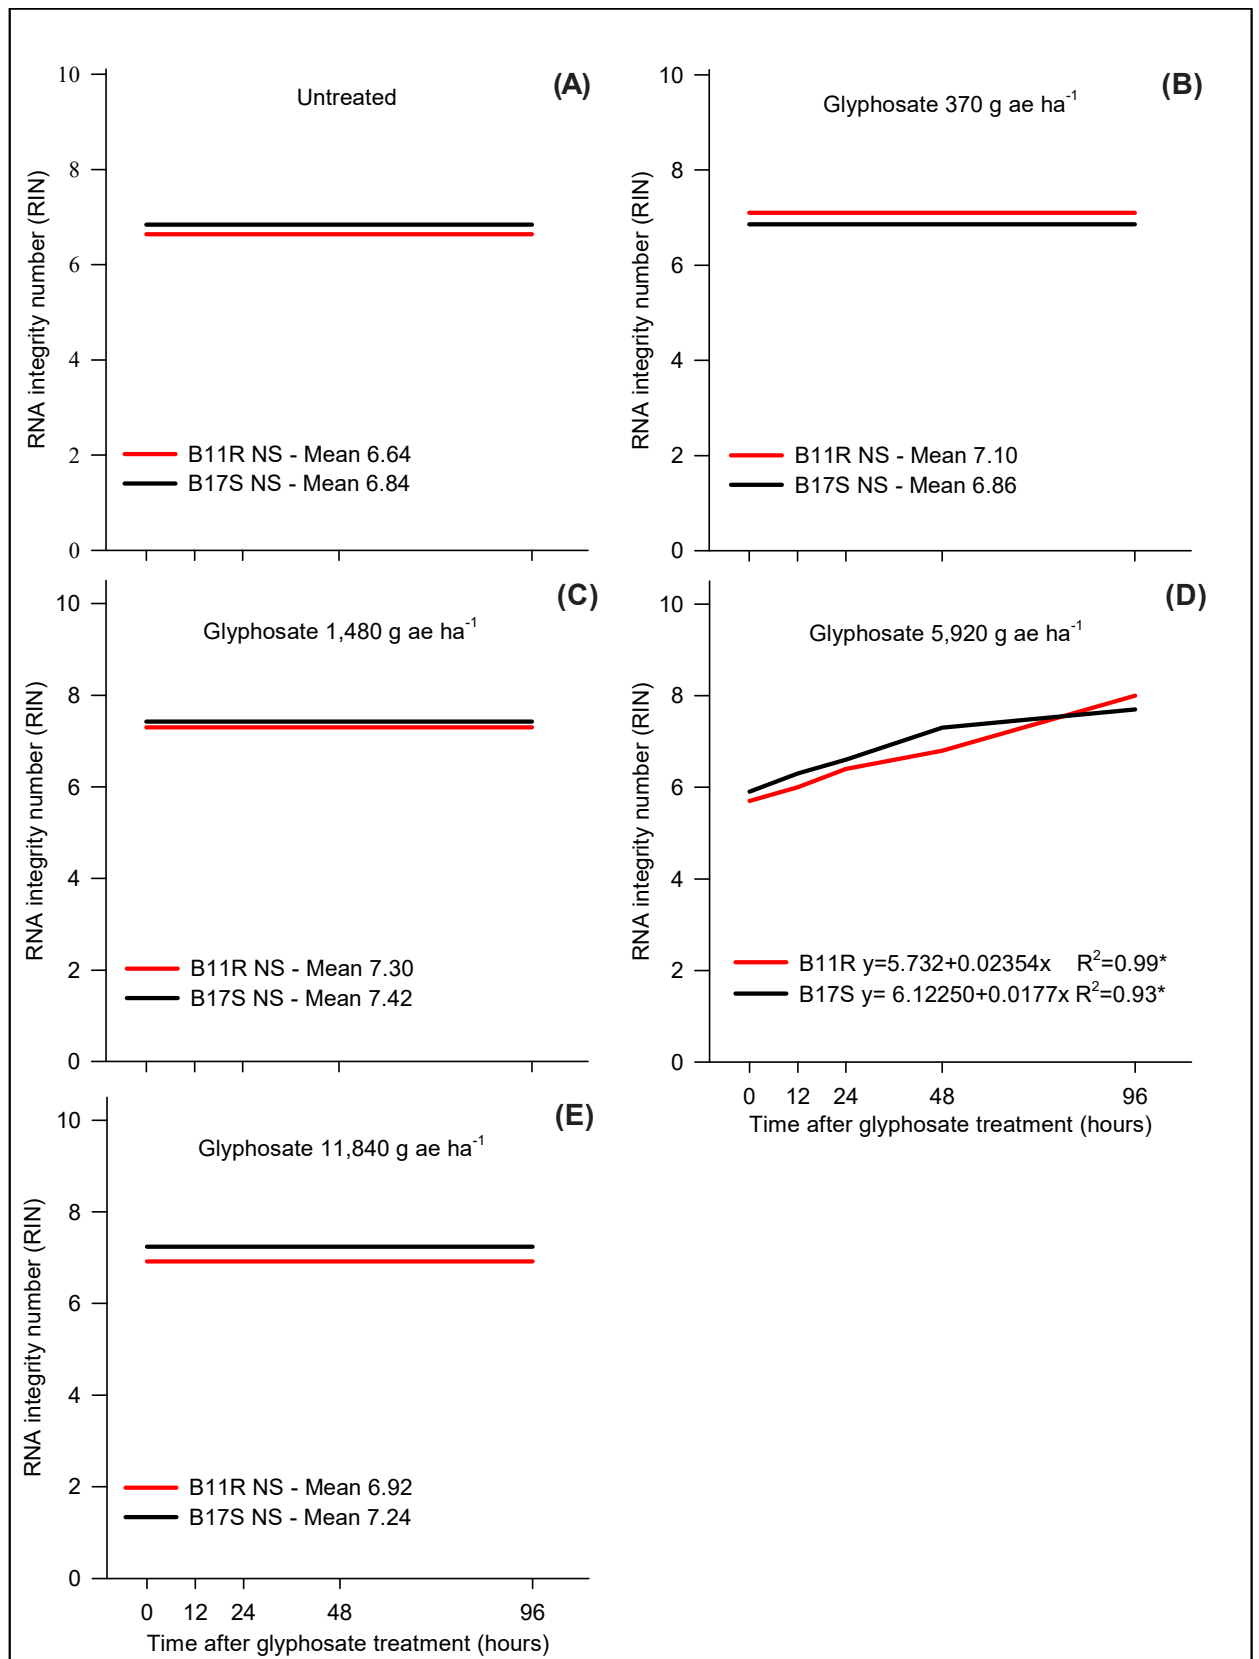 (A)
Untreated
10
8
6
4
2
0
RNA integrity number (RIN)
B11R NS - Mean 6.64
B17S NS - Mean 6.84
(B)
Glyphosate 370 g ae ha⁻¹
10
8
6
4
2
0
RNA integrity number (RIN)
B11R NS - Mean 7.10
B17S NS - Mean 6.86
(C)
Glyphosate 1,480 g ae ha⁻¹
10
8
6
4
2
0
RNA integrity number (RIN)
B11R NS - Mean 7.30
B17S NS - Mean 7.42
(D)
Glyphosate 5,920 g ae ha⁻¹
10
8
6
4
2
0
RNA integrity number (RIN)
B11R y=5.732+0.02354x R²=0.99*
B17S y= 6.12250+0.0177x R²=0.93*
0 12 24 48 96
Time after glyphosate treatment (hours)
(E)
Glyphosate 11,840 g ae ha⁻¹
10
8
6
4
2
0
RNA integrity number (RIN)
B11R NS - Mean 6.92
B17S NS - Mean 7.24
0 12 24 48 96
Time after glyphosate treatment (hours)